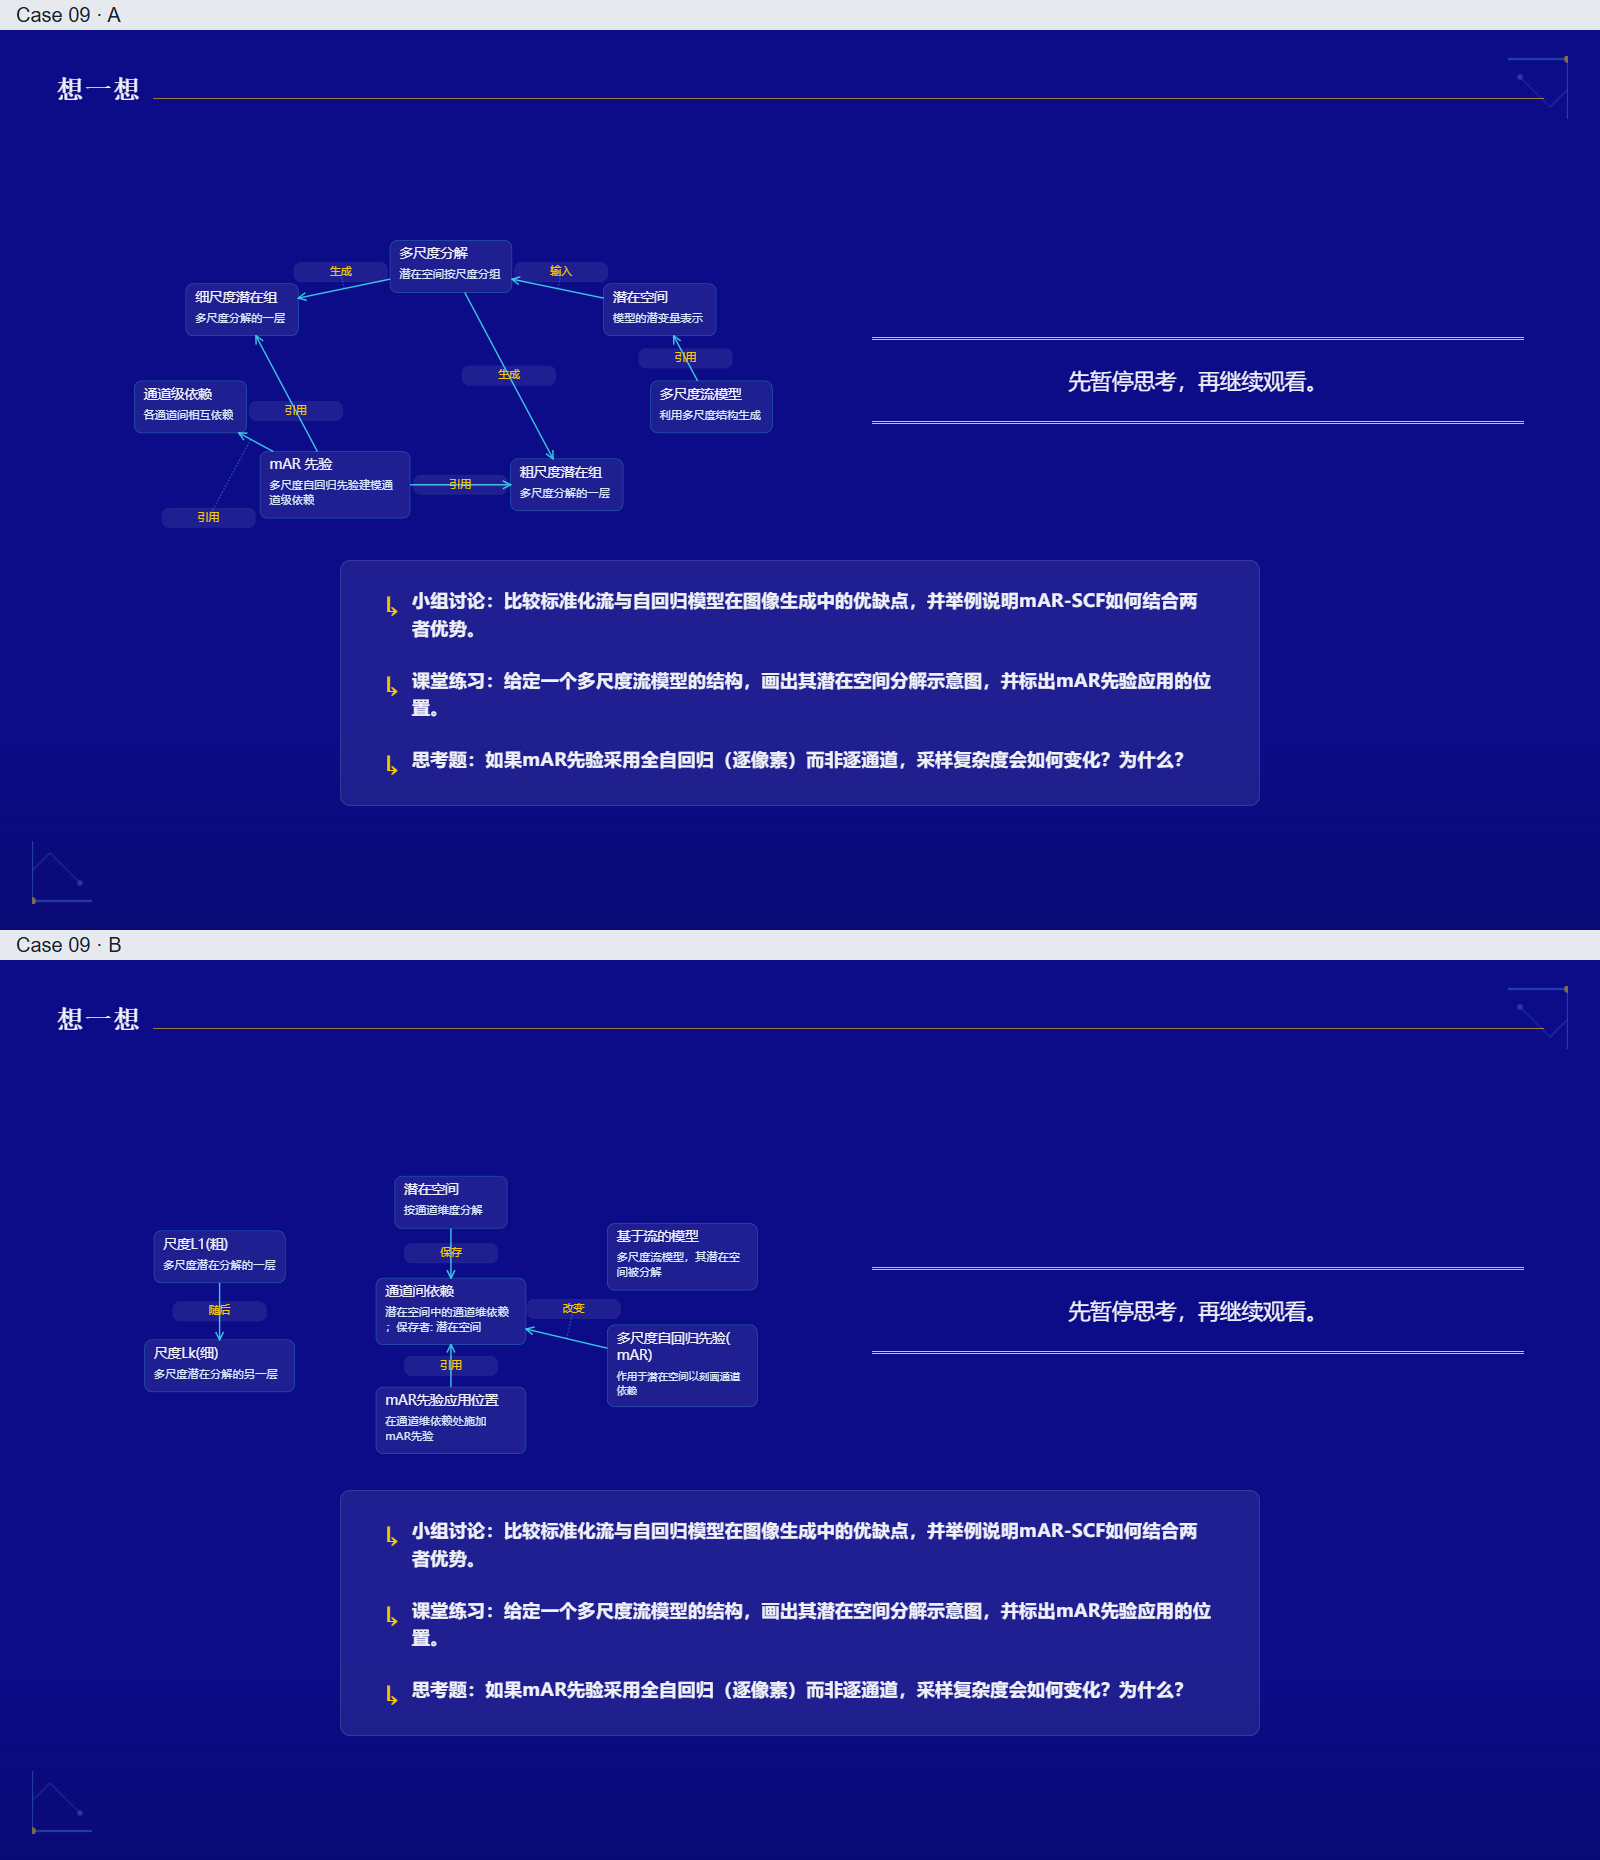 Case 09 · A
想一想
多尺度分解
潜在空间按尺度分组
生成
输入
细尺度潜在组
多尺度分解的一层
潜在空间
模型的潜变量表示
引用
生成
通道级依赖
各通道间相互依赖
引用
多尺度流模型
利用多尺度结构生成
mAR 先验
多尺度自回归先验建模通
道级依赖
引用
粗尺度潜在组
多尺度分解的一层
引用
先暂停思考，再继续观看。
小组讨论：比较标准化流与自回归模型在图像生成中的优缺点，并举例说明mAR-SCF如何结合两
者优势。
课堂练习：给定一个多尺度流模型的结构，画出其潜在空间分解示意图，并标出mAR先验应用的位
置。
思考题：如果mAR先验采用全自回归（逐像素）而非逐通道，采样复杂度会如何变化？为什么？
Case 09 · B
想一想
潜在空间
按通道维度分解
尺度L1(粗)
多尺度潜在分解的一层
保存
基于流的模型
多尺度流模型，其潜在空
间被分解
随后
通道间依赖
潜在空间中的通道维依赖
；保存者: 潜在空间
改变
尺度Lk(细)
多尺度潜在分解的另一层
引用
多尺度自回归先验(
mAR)
作用于潜在空间以刻画通道
依赖
mAR先验应用位置
在通道维依赖处施加
mAR先验
先暂停思考，再继续观看。
小组讨论：比较标准化流与自回归模型在图像生成中的优缺点，并举例说明mAR-SCF如何结合两
者优势。
课堂练习：给定一个多尺度流模型的结构，画出其潜在空间分解示意图，并标出mAR先验应用的位
置。
思考题：如果mAR先验采用全自回归（逐像素）而非逐通道，采样复杂度会如何变化？为什么？